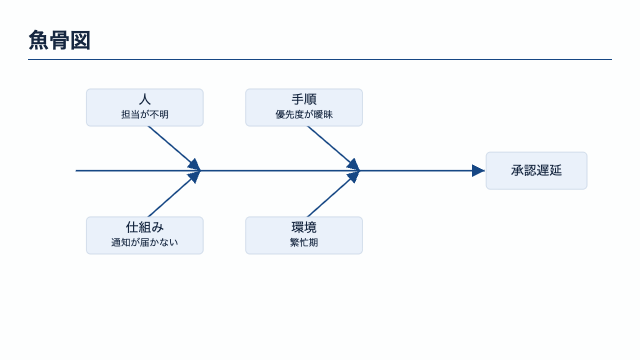 魚骨図
人
担当が不明
手順
優先度が曖昧
承認遅延
仕組み
通知が届かない
環境
繁忙期